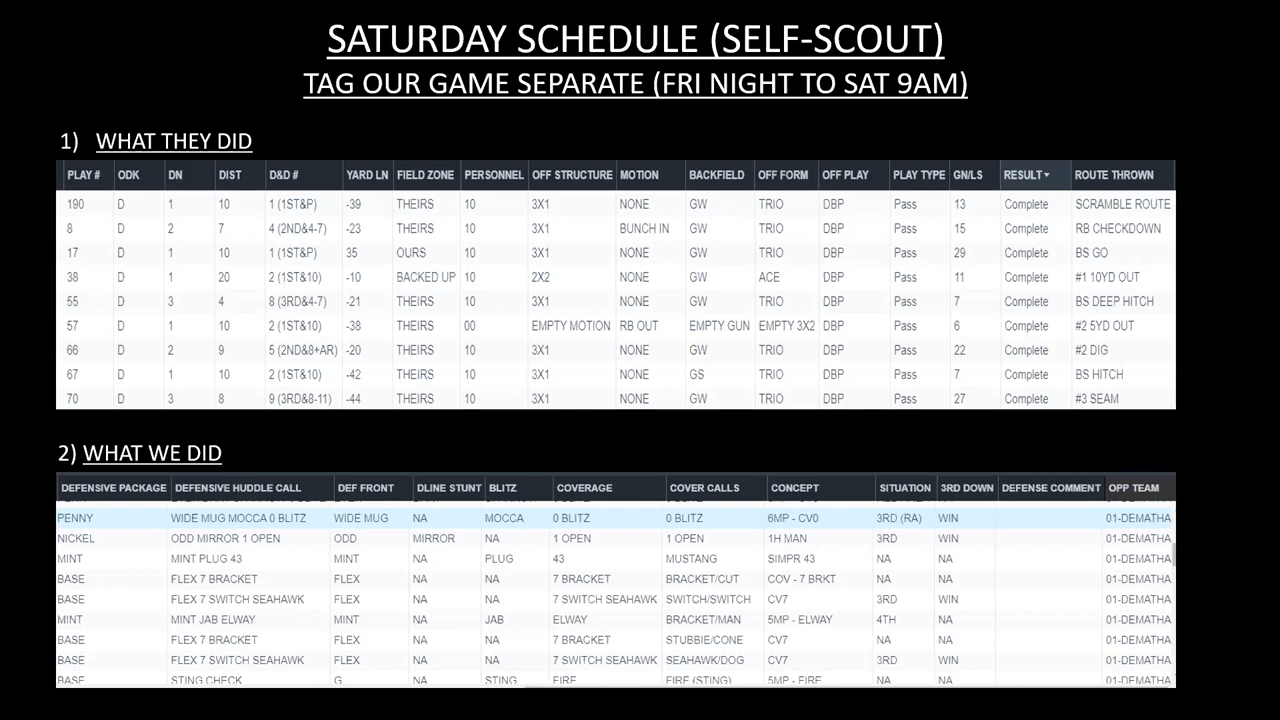 SATURDAY SCHEDULE (SELF-SCOUT)
TAG OUR GAME SEPARATE (FRI NIGHT TO SAT 9AM)
1) WHAT THEY DID
PLAY # ODK DN DIST D&D # YARD LN FIELD ZONE PERSONNEL OFF STRUCTURE MOTION BACKFIELD OFF FORM OFF PLAY PLAY TYPE GN/LS RESULT ROUTE THROWN
190 D 1 10 1 (1ST&P) -39 THEIRS 10 3X1 NONE GW TRIO DBP Pass 13 Complete SCRAMBLE ROUTE
8 D 2 7 4 (2ND&4-7) -23 THEIRS 10 3X1 BUNCH IN GW TRIO DBP Pass 15 Complete RB CHECKDOWN
17 D 1 10 1 (1ST&P) 35 OURS 10 3X1 NONE GW TRIO DBP Pass 29 Complete BS GO
38 D 1 20 2 (1ST&10) -10 BACKED UP 10 2X2 NONE GW ACE DBP Pass 11 Complete #1 10YD OUT
55 D 3 4 8 (3RD&4-7) -21 THEIRS 10 3X1 NONE GW TRIO DBP Pass 7 Complete BS DEEP HITCH
57 D 1 10 2 (1ST&10) -38 THEIRS 00 EMPTY MOTION RB OUT EMPTY GUN EMPTY 3X2 DBP Pass 6 Complete #2 5YD OUT
66 D 2 9 5 (2ND&8+AR) -20 THEIRS 10 3X1 NONE GW TRIO DBP Pass 22 Complete #2 DIG
67 D 1 10 2 (1ST&10) -42 THEIRS 10 3X1 NONE GS TRIO DBP Pass 7 Complete BS HITCH
70 D 3 8 9 (3RD&8-11) -44 THEIRS 10 3X1 NONE GW TRIO DBP Pass 27 Complete #3 SEAM
2) WHAT WE DID
DEFENSIVE PACKAGE DEFENSIVE HUDDLE CALL DEF FRONT DLINE STUNT BLITZ COVERAGE COVER CALLS CONCEPT SITUATION 3RD DOWN DEFENSE COMMENT OPP TEAM
PENNY WIDE MUG MOCCA 0 BLITZ WIDE MUG NA MOCCA 0 BLITZ 0 BLITZ 6MP - CV0 3RD (RA) WIN 01-DEMATHA
NICKEL ODD MIRROR 1 OPEN ODD MIRROR NA 1 OPEN 1 OPEN 1H MAN 3RD WIN 01-DEMATHA
MINT MINT PLUG 43 MINT NA PLUG 43 MUSTANG SIMPR 43 NA NA 01-DEMATHA
BASE FLEX 7 BRACKET FLEX NA NA 7 BRACKET BRACKET/CUT COV - 7 BRKT NA NA 01-DEMATHA
BASE FLEX 7 SWITCH SEAHAWK FLEX NA NA 7 SWITCH SEAHAWK SWITCH/SWITCH CV7 3RD WIN 01-DEMATHA
MINT MINT JAB ELWAY MINT NA JAB ELWAY BRACKET/MAN 5MP - ELWAY 4TH NA 01-DEMATHA
BASE FLEX 7 BRACKET FLEX NA NA 7 BRACKET STUBBIE/CONE CV7 NA NA 01-DEMATHA
BASE FLEX 7 SWITCH SEAHAWK FLEX NA NA 7 SWITCH SEAHAWK SEAHAWK/DOG CV7 3RD WIN 01-DEMATHA
BASE STING CHECK G NA STING FIRE FIRE (STING) 5MP - FIRE NA NA 01-DEMATHA